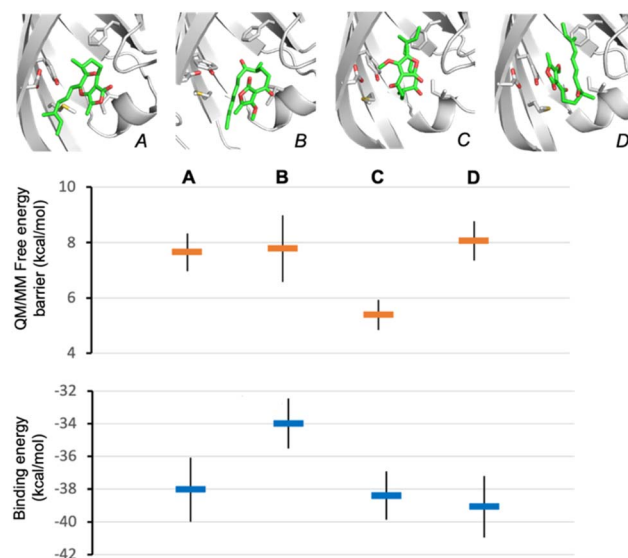 A B C D
A B C D
QM/MM Free energy
barrier (kcal/mol)
10
8
6
4
Binding energy
(kcal/mol)
-32
-34
-36
-38
-40
-42